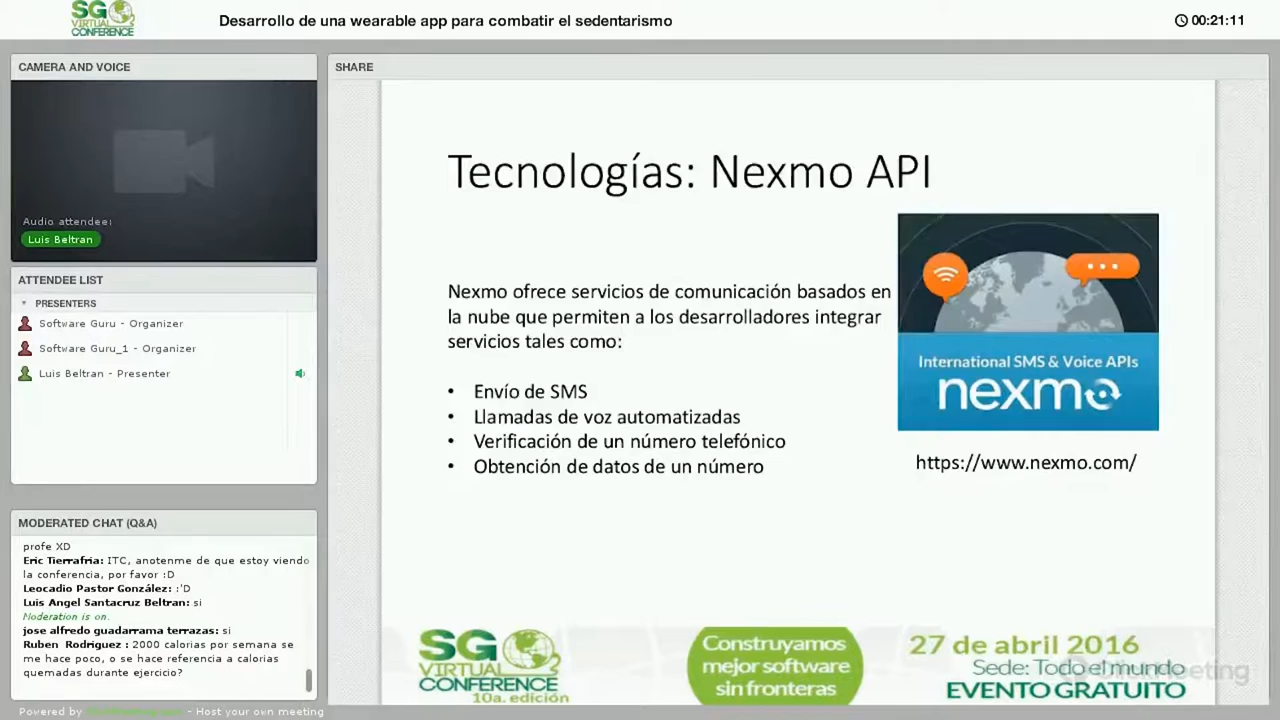 SG
VIRTUAL
CONFERENCE
Desarrollo de una wearable app para combatir el sedentarismo
00:21:11
CAMERA AND VOICE
Audio attendee:
Luis Beltran
ATTENDEE LIST
PRESENTERS
Software Guru - Organizer
Software Guru_1 - Organizer
Luis Beltran - Presenter
MODERATED CHAT (Q&A)
profe XD
Eric Tierrafria: ITC, anotenme de que estoy viendo
la conferencia, por favor :D
Leocadio Pastor González: :'D
Luis Angel Santacruz Beltran: si
Moderation is on.
jose alfredo guadarrama terrazas: si
Ruben Rodriguez : 2000 calorias por semana se
me hace poco, o se hace referencia a calorias
quemadas durante ejercicio?
Powered by - Host your own meeting
SHARE
Tecnologías: Nexmo API
Nexmo ofrece servicios de comunicación basados en
la nube que permiten a los desarrolladores integrar
servicios tales como:
• Envío de SMS
• Llamadas de voz automatizadas
• Verificación de un número telefónico
• Obtención de datos de un número
International SMS & Voice APIs
nexmo
https://www.nexmo.com/
SG
VIRTUAL
CONFERENCE
10a. edición
Construyamos
mejor software
sin fronteras
27 de abril 2016
Sede: Todo el mundo
EVENTO GRATUITO
ClickMeeting